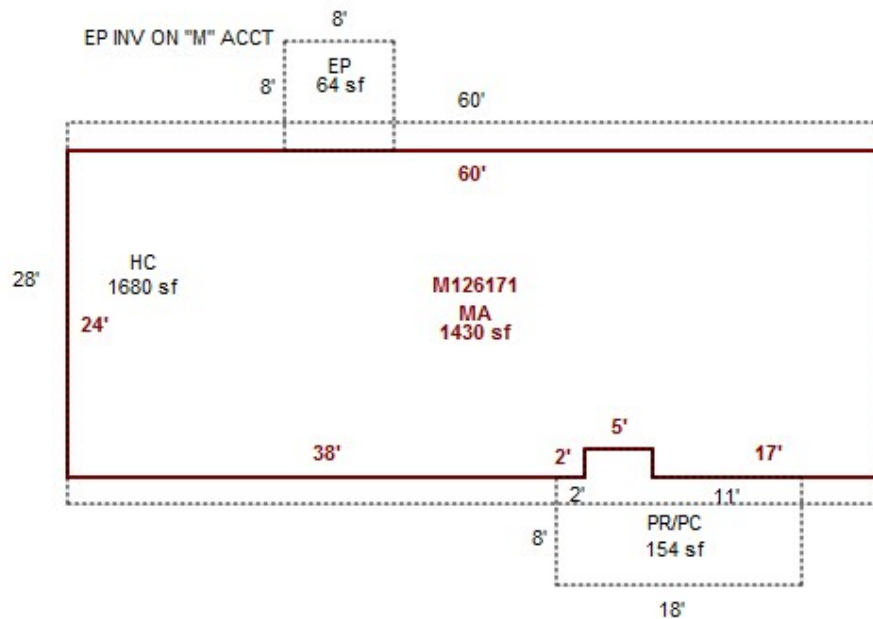 8'
EP INV ON "M" ACCT
EP
8'
64 sf
60'
60'
HC
28'
1680 sf
M126171
MA
24'
1430 sf
5'
38'
2'
17'
2'
11'
PR/PC
8'
154 sf
18'